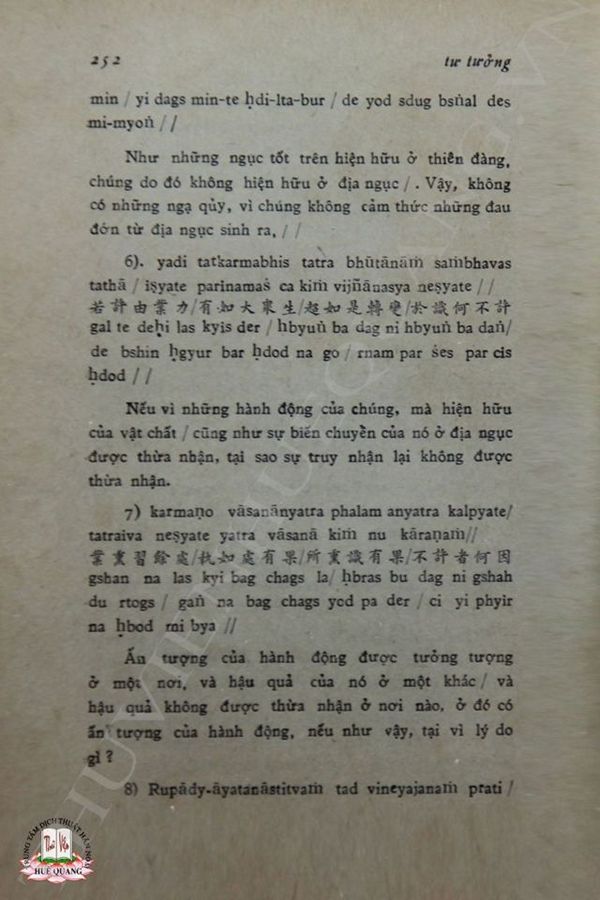 252 tư tưởng
min / yi dags min-te ḥdi-lta-bur / de yod sdug bsṅal des
mi-myoṅ / /
Như những ngục tốt trên hiện hữu ở thiên đàng,
chúng do đó không hiện hữu ở địa ngục / . Vậy, không
có những ngạ qủy, vì chúng không cảm thức những đau
đớn từ địa ngục sinh ra, / /
6). yadi tatkarmabhis tatra bhūtānāṁ saṁbhavas
tathā / iṣyate parinamaś ca kiṁ vijñānasya neṣyate / /
若許由業力/有如大衆生/起如是轉變/於識何不許
gal te deḥi las kyis der / ḥbyuṅ ba dag ni hbyuṅ ba daṅ/
de bshin ḥgyur bar ḥdod na go / rnam par śes par cis
ḥdod / /
Nếu vì những hành động của chúng, mà hiện hữu
của vật chất / cũng như sự biến chuyển của nó ở địa ngục
được thừa nhận, tại sao sự truy nhận lại không được
thừa nhận.
7) karmaṇo vāsanānyatra phalam anyatra kalpyate/
tatraiva neṣyate yatra vāsanā kiṁ nu kāraṇaṁ//
業熏習餘處/執如處有果/所熏識有果/不許者何因
gshan na las kyi bag chags la/ ḥbras bu dag ni gshah
du rtogs / gaṅ na bag chags yod pa der / ci yi phyir
na ḥbod mi bya //
Ấn tượng của hành động được tưởng tượng
ở một nơi, và hậu quả của nó ở một khác / và
hậu quả không được thừa nhận ở nơi nào, ở đó có
ấn tượng của hành động, nếu như vậy, tại vì lý do
gì ?
8) Rupādy-āyatanāstitvaṁ tad vineyajanaṁ prati /
TRUNG TÂM DỊCH THUẬT HÁN NÔM
HUỆ QUANG